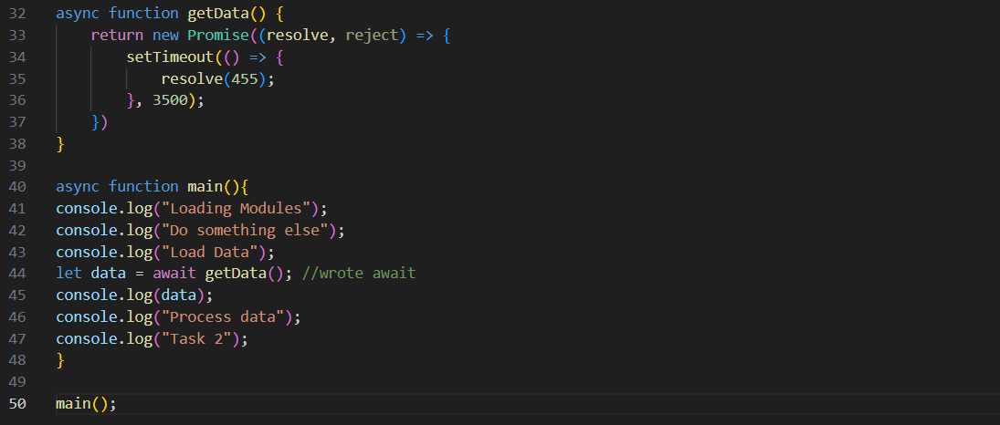 32 async function getData() {
33 return new Promise((resolve, reject) => {
34 setTimeout(() => {
35 resolve(455);
36 }, 3500);
37 })
38 }
39
40 async function main(){
41 console.log("Loading Modules");
42 console.log("Do something else");
43 console.log("Load Data");
44 let data = await getData(); //wrote await
45 console.log(data);
46 console.log("Process data");
47 console.log("Task 2");
48 }
49
50 main();